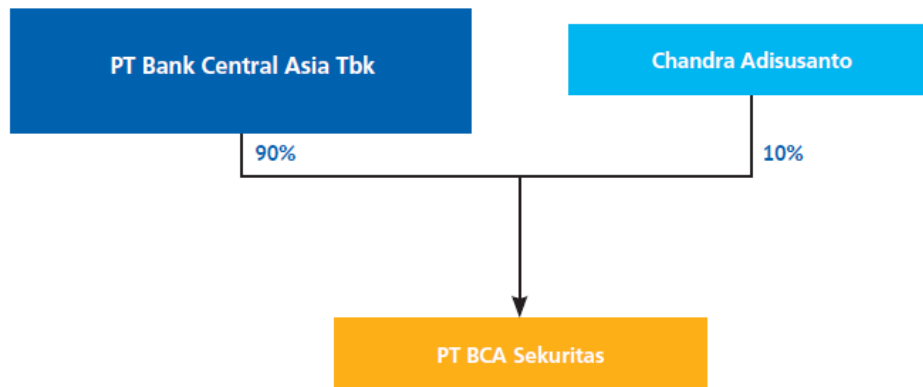 PT Bank Central Asia Tbk
Chandra Adisusanto
90%
10%
PT BCA Sekuritas